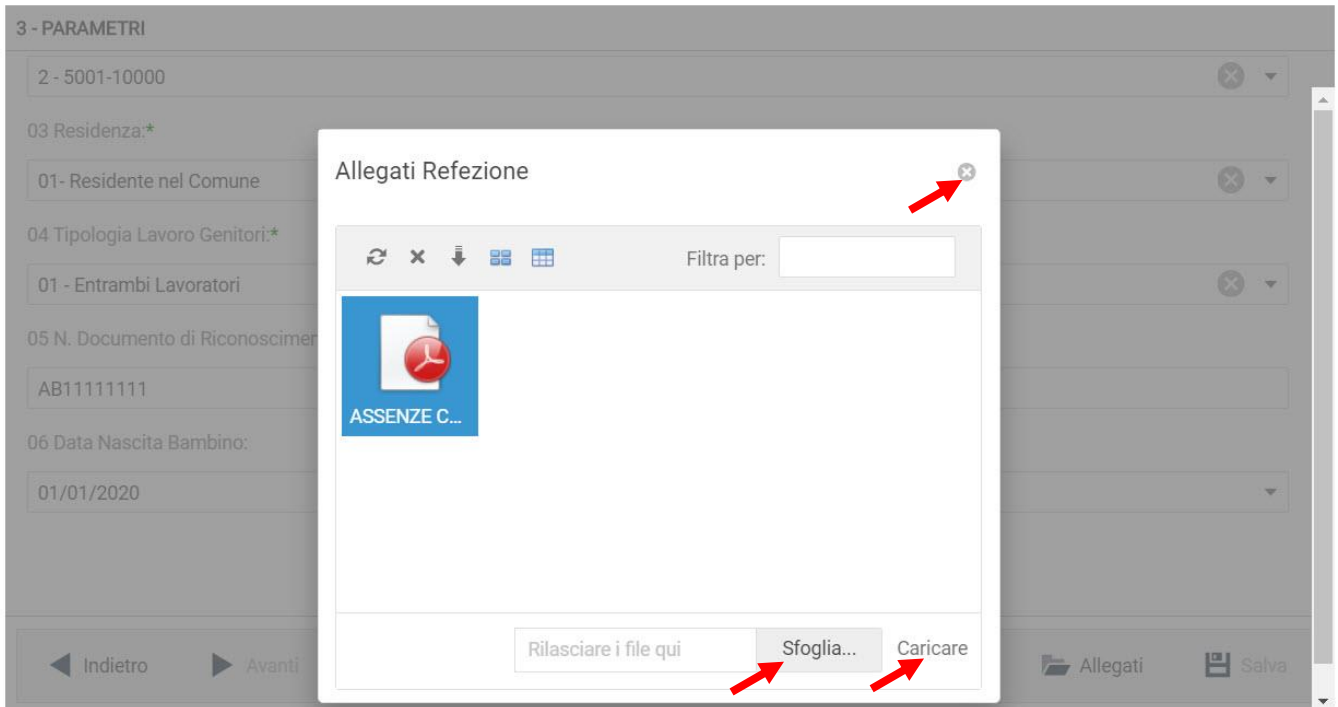 3 - PARAMETRI
2 - 5001-10000
03 Residenza:*
01- Residente nel Comune
04 Tipologia Lavoro Genitori:*
01 - Entrambi Lavoratori
05 N. Documento di Riconoscimen
AB11111111
06 Data Nascita Bambino:
01/01/2020
Allegati Refezione
Filtra per:
ASSENZE C...
Rilasciare i file qui Sfoglia... Caricare
Indietro Avanti Allegati Salva